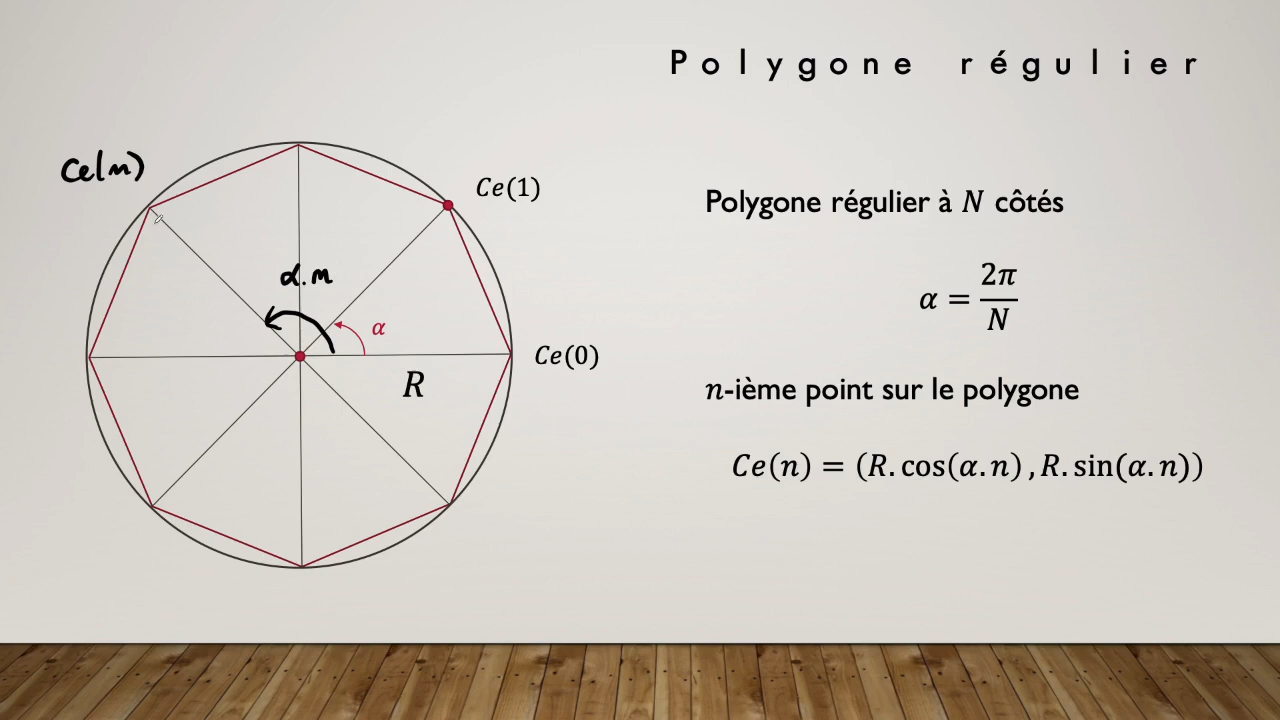 Polygone régulier
Ce(n)
Ce(1)
α.n
α
Ce(0)
R
Polygone régulier à N côtés
α = 2π/N
n-ième point sur le polygone
Ce(n) = (R.cos(α.n), R.sin(α.n))